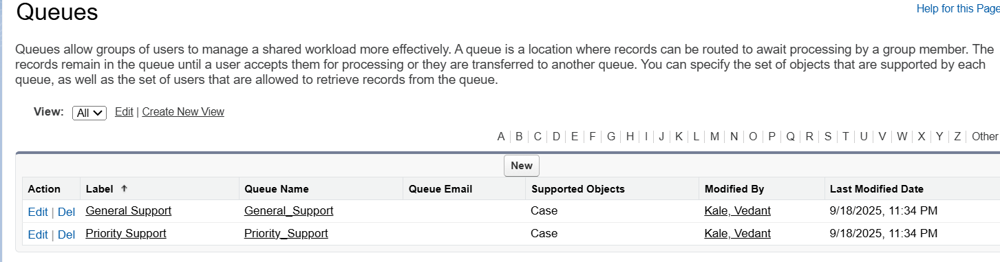 Queues
Help for this Page
Queues allow groups of users to manage a shared workload more effectively. A queue is a location where records can be routed to await processing by a group member. The
records remain in the queue until a user accepts them for processing or they are transferred to another queue. You can specify the set of objects that are supported by each
queue, as well as the set of users that are allowed to retrieve records from the queue.
View: All Edit | Create New View
A | B | C | D | E | F | G | H | I | J | K | L | M | N | O | P | Q | R | S | T | U | V | W | X | Y | Z | Other
New
Action Label ↑ Queue Name Queue Email Supported Objects Modified By Last Modified Date
Edit | Del General Support General_Support Case Kale, Vedant 9/18/2025, 11:34 PM
Edit | Del Priority Support Priority_Support Case Kale, Vedant 9/18/2025, 11:34 PM